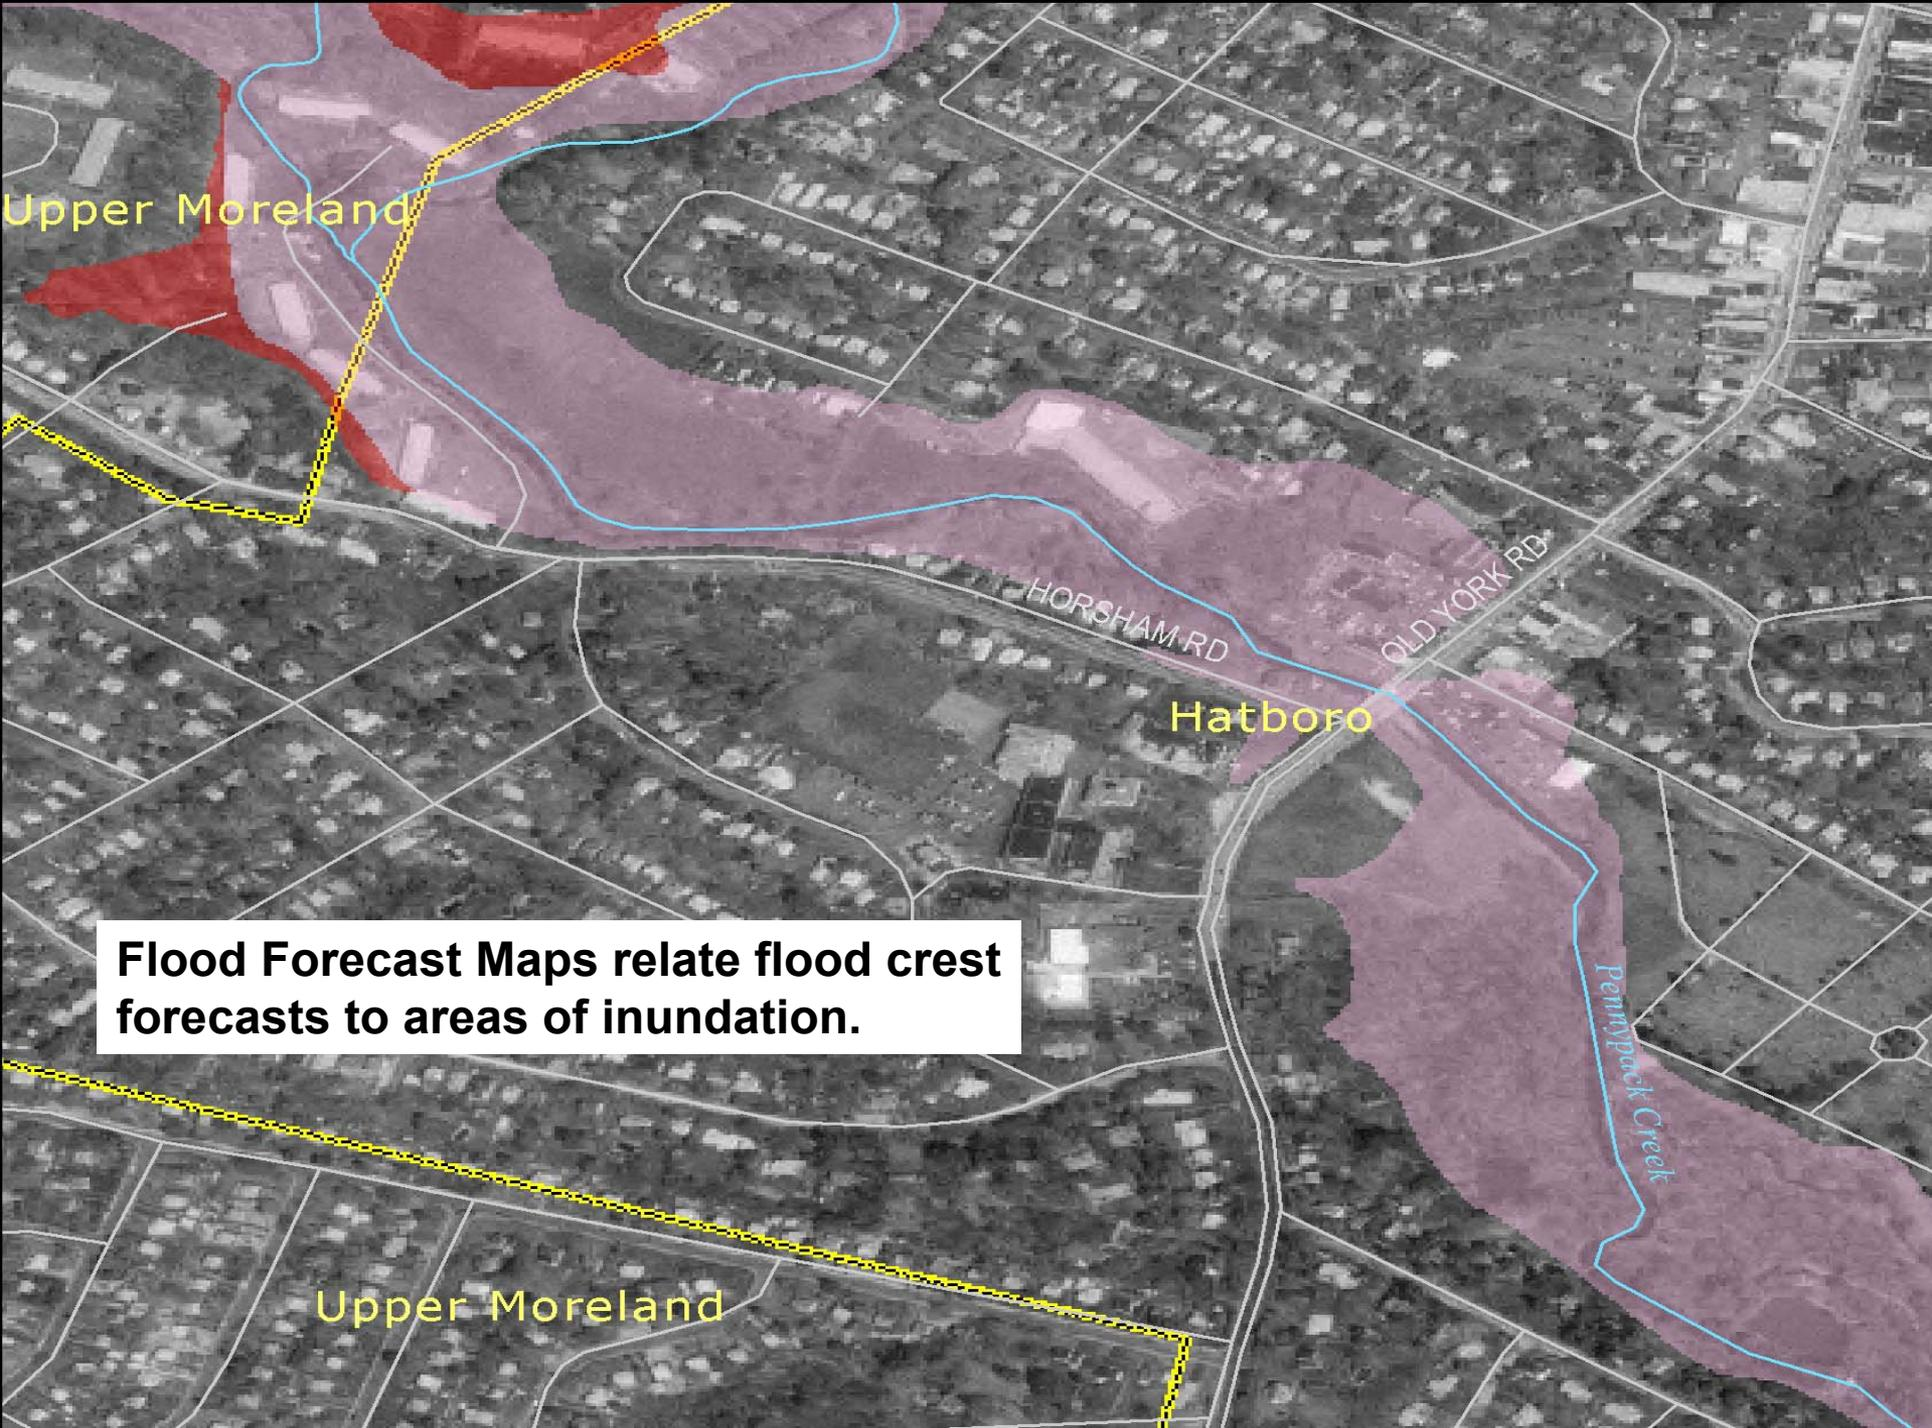 Upper Moreland
HORSHAM RD
OLD YORK RD
Hatboro
Flood Forecast Maps relate flood crest
forecasts to areas of inundation.
Pennypack Creek
Upper Moreland